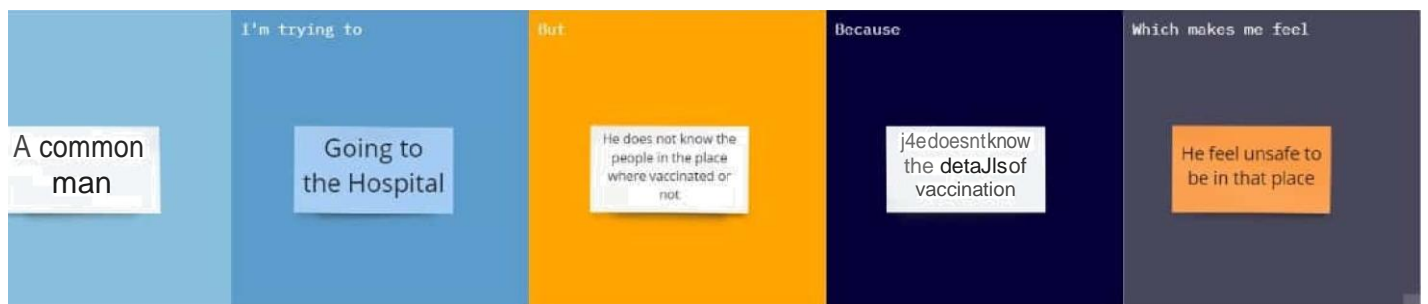 I'm trying to
But
Because
Which makes me feel
A common
man
Going to
the Hospital
He does not know the
people in the place
where vaccinated or
not
j4edoesntknow
the detaJlsof
vaccination
He feel unsafe to
be in that place